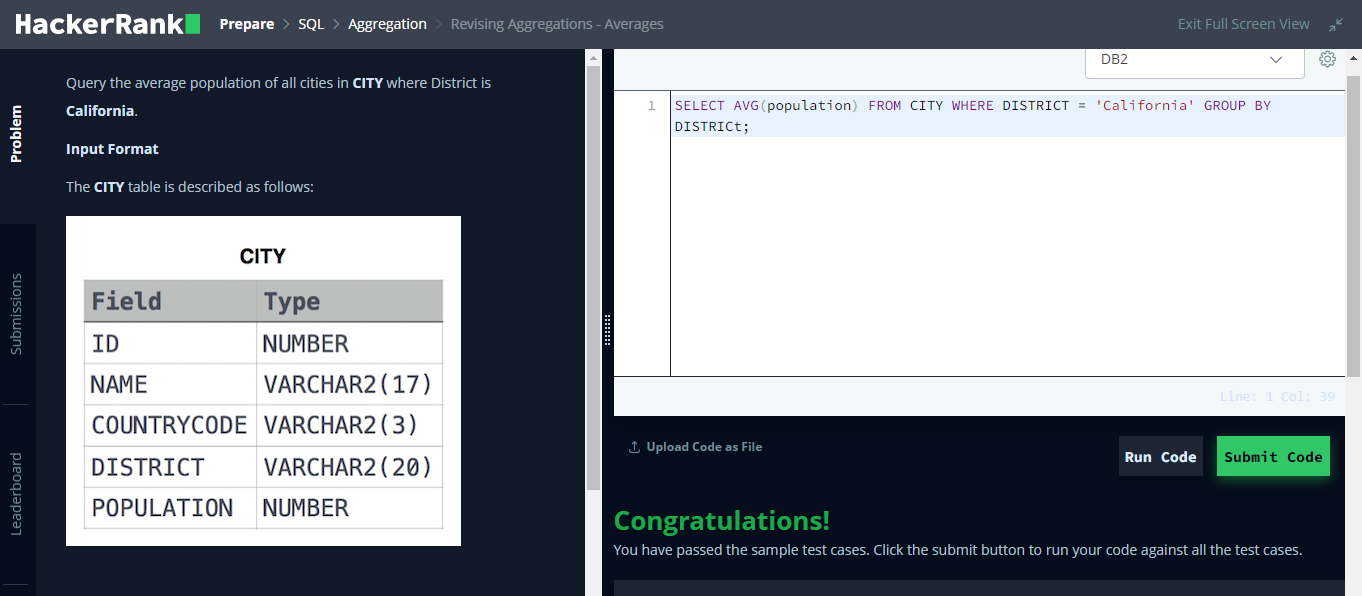 HackerRank Prepare > SQL > Aggregation > Revising Aggregations - Averages Exit Full Screen View
Problem
Submissions
Leaderboard
Query the average population of all cities in CITY where District is
California.
Input Format
The CITY table is described as follows:
CITY
Field Type
ID NUMBER
NAME VARCHAR2(17)
COUNTRYCODE VARCHAR2(3)
DISTRICT VARCHAR2(20)
POPULATION NUMBER
DB2
1 SELECT AVG(population) FROM CITY WHERE DISTRICT = 'California' GROUP BY
DISTRICt;
Line: 1 Col: 39
Upload Code as File
Run Code
Submit Code
Congratulations!
You have passed the sample test cases. Click the submit button to run your code against all the test cases.